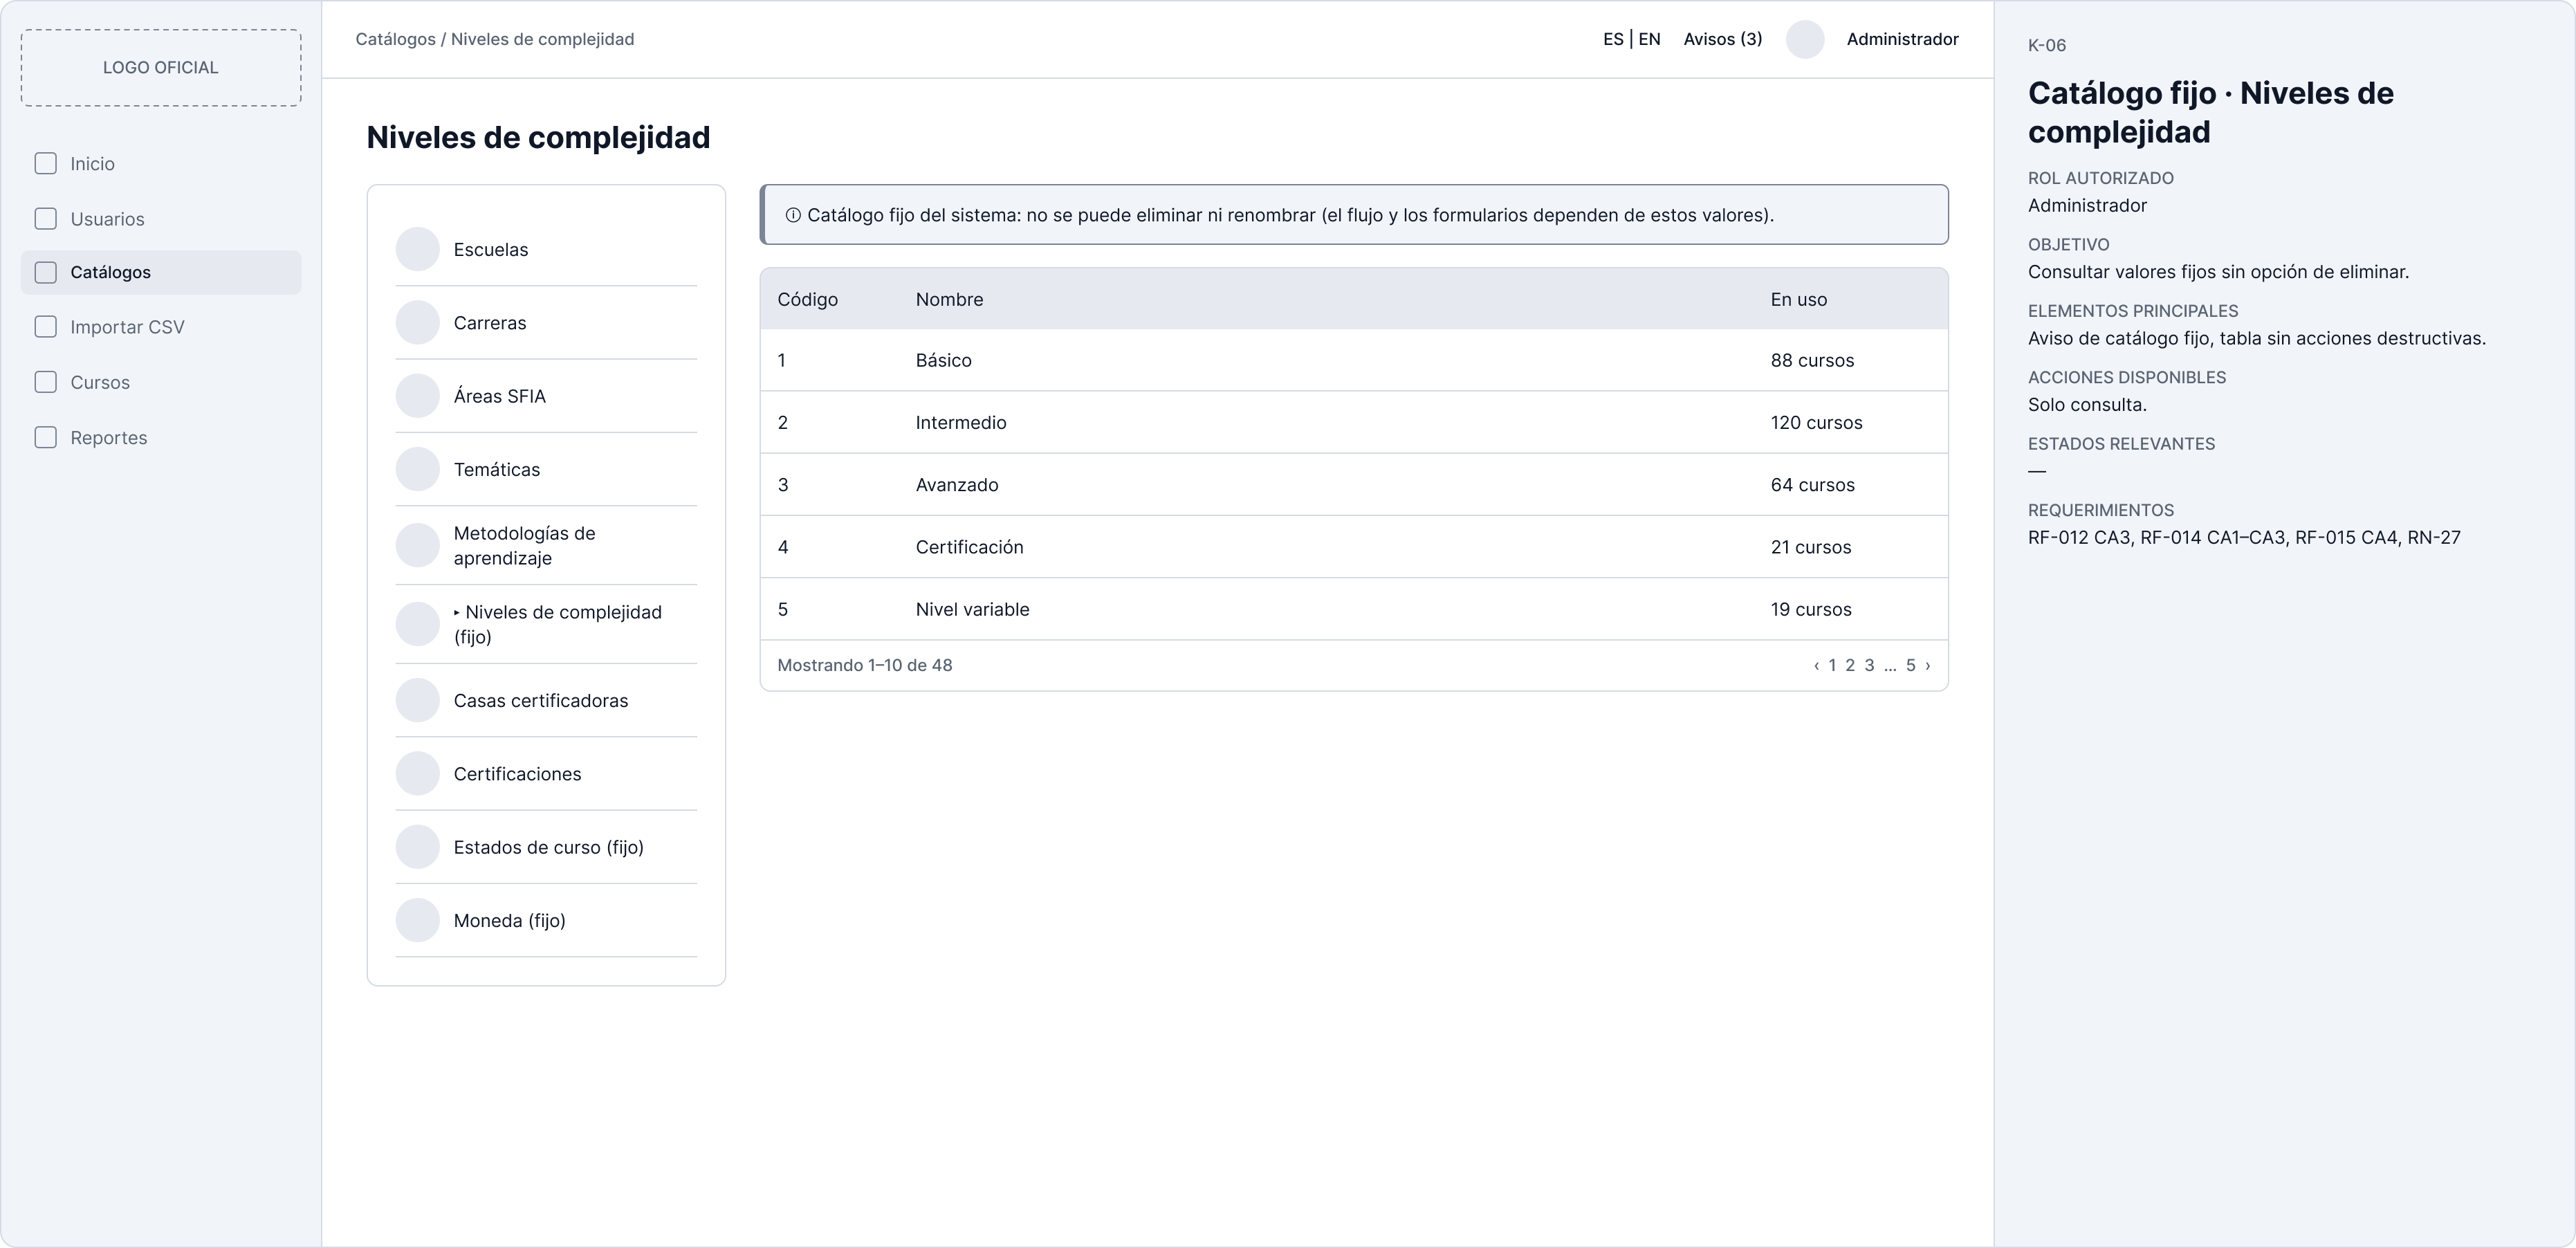 LOGO OFICIAL
Inicio
Usuarios
Catálogos
Importar CSV
Cursos
Reportes
Catálogos / Niveles de complejidad
ES | EN
Avisos (3)
Administrador
Niveles de complejidad
Escuelas
Carreras
Áreas SFIA
Temáticas
Metodologías de
aprendizaje
▸ Niveles de complejidad
(fijo)
Casas certificadoras
Certificaciones
Estados de curso (fijo)
Moneda (fijo)
ⓘ Catálogo fijo del sistema: no se puede eliminar ni renombrar (el flujo y los formularios dependen de estos valores).
Código Nombre En uso
1 Básico 88 cursos
2 Intermedio 120 cursos
3 Avanzado 64 cursos
4 Certificación 21 cursos
5 Nivel variable 19 cursos
Mostrando 1–10 de 48 ‹ 1 2 3 … 5 ›
K-06
Catálogo fijo · Niveles de
complejidad
ROL AUTORIZADO
Administrador
OBJETIVO
Consultar valores fijos sin opción de eliminar.
ELEMENTOS PRINCIPALES
Aviso de catálogo fijo, tabla sin acciones destructivas.
ACCIONES DISPONIBLES
Solo consulta.
ESTADOS RELEVANTES
—
REQUERIMIENTOS
RF-012 CA3, RF-014 CA1–CA3, RF-015 CA4, RN-27